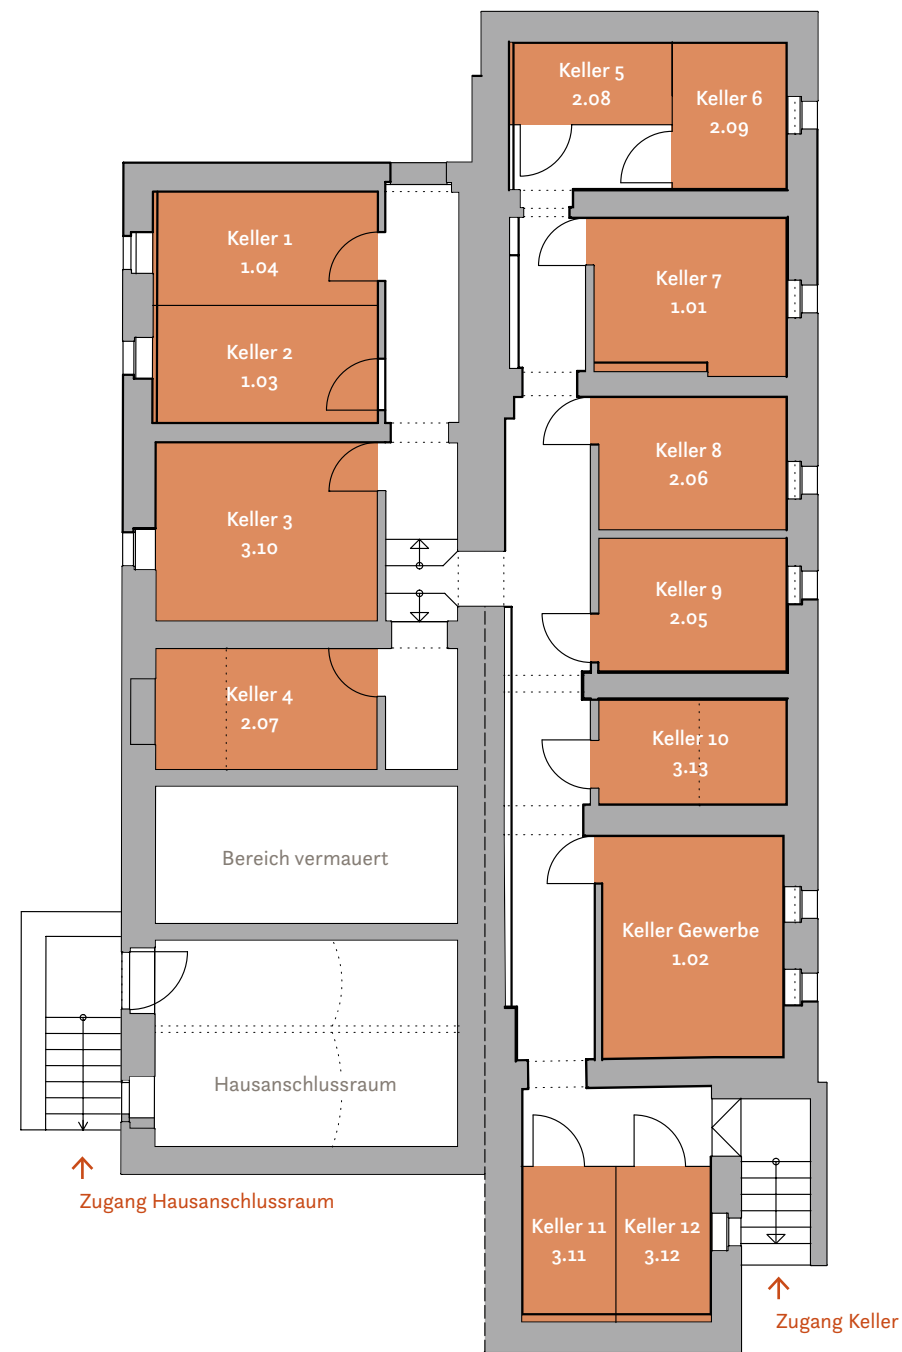 Keller 5
2.08
Keller 6
2.09
Keller 1
1.04
Keller 7
1.01
Keller 2
1.03
Keller 8
2.06
Keller 3
3.10
Keller 9
2.05
Keller 4
2.07
Keller 10
3.13
Bereich vermauert
Keller Gewerbe
1.02
Hausanschlussraum
Zugang Hausanschlussraum
Keller 11
3.11
Keller 12
3.12
Zugang Keller